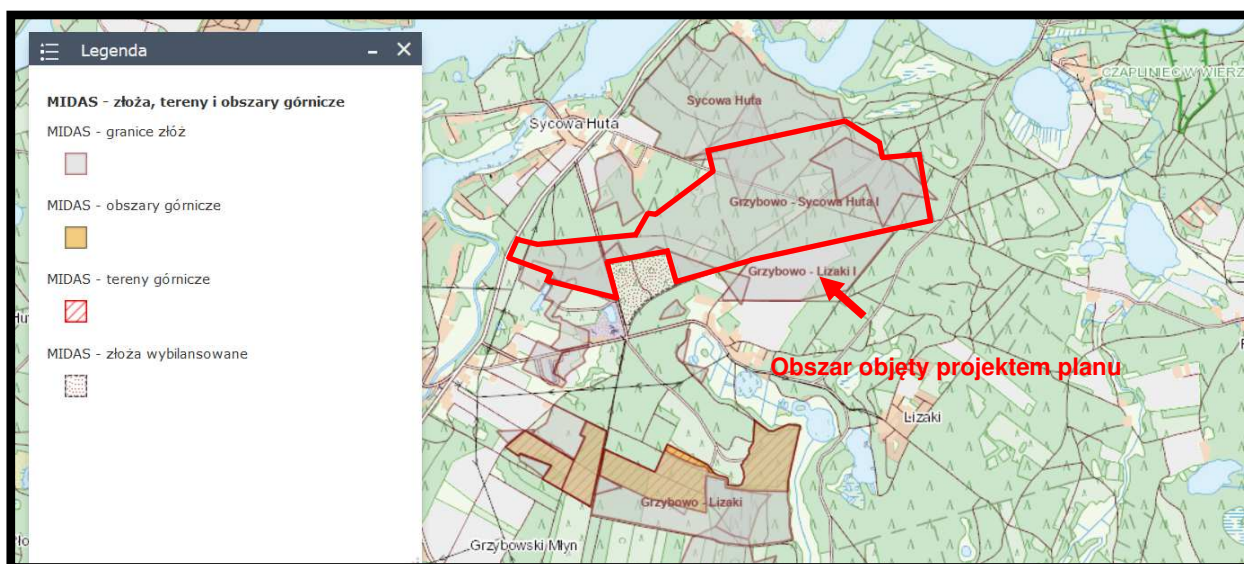 Legenda
MIDAS - złoża, tereny i obszary górnicze
MIDAS - granice złóż
MIDAS - obszary górnicze
MIDAS - tereny górnicze
MIDAS - złoża wybilansowane
CZAPLINIEC W WIERZ
Sycowa Huta
Sycowa Huta
Grzybowo - Sycowa Huta I
Grzybowo - Lizaki I
Obszar objęty projektem planu
Lizaki
Grzybowo - Lizaki
Grzybowski Młyn